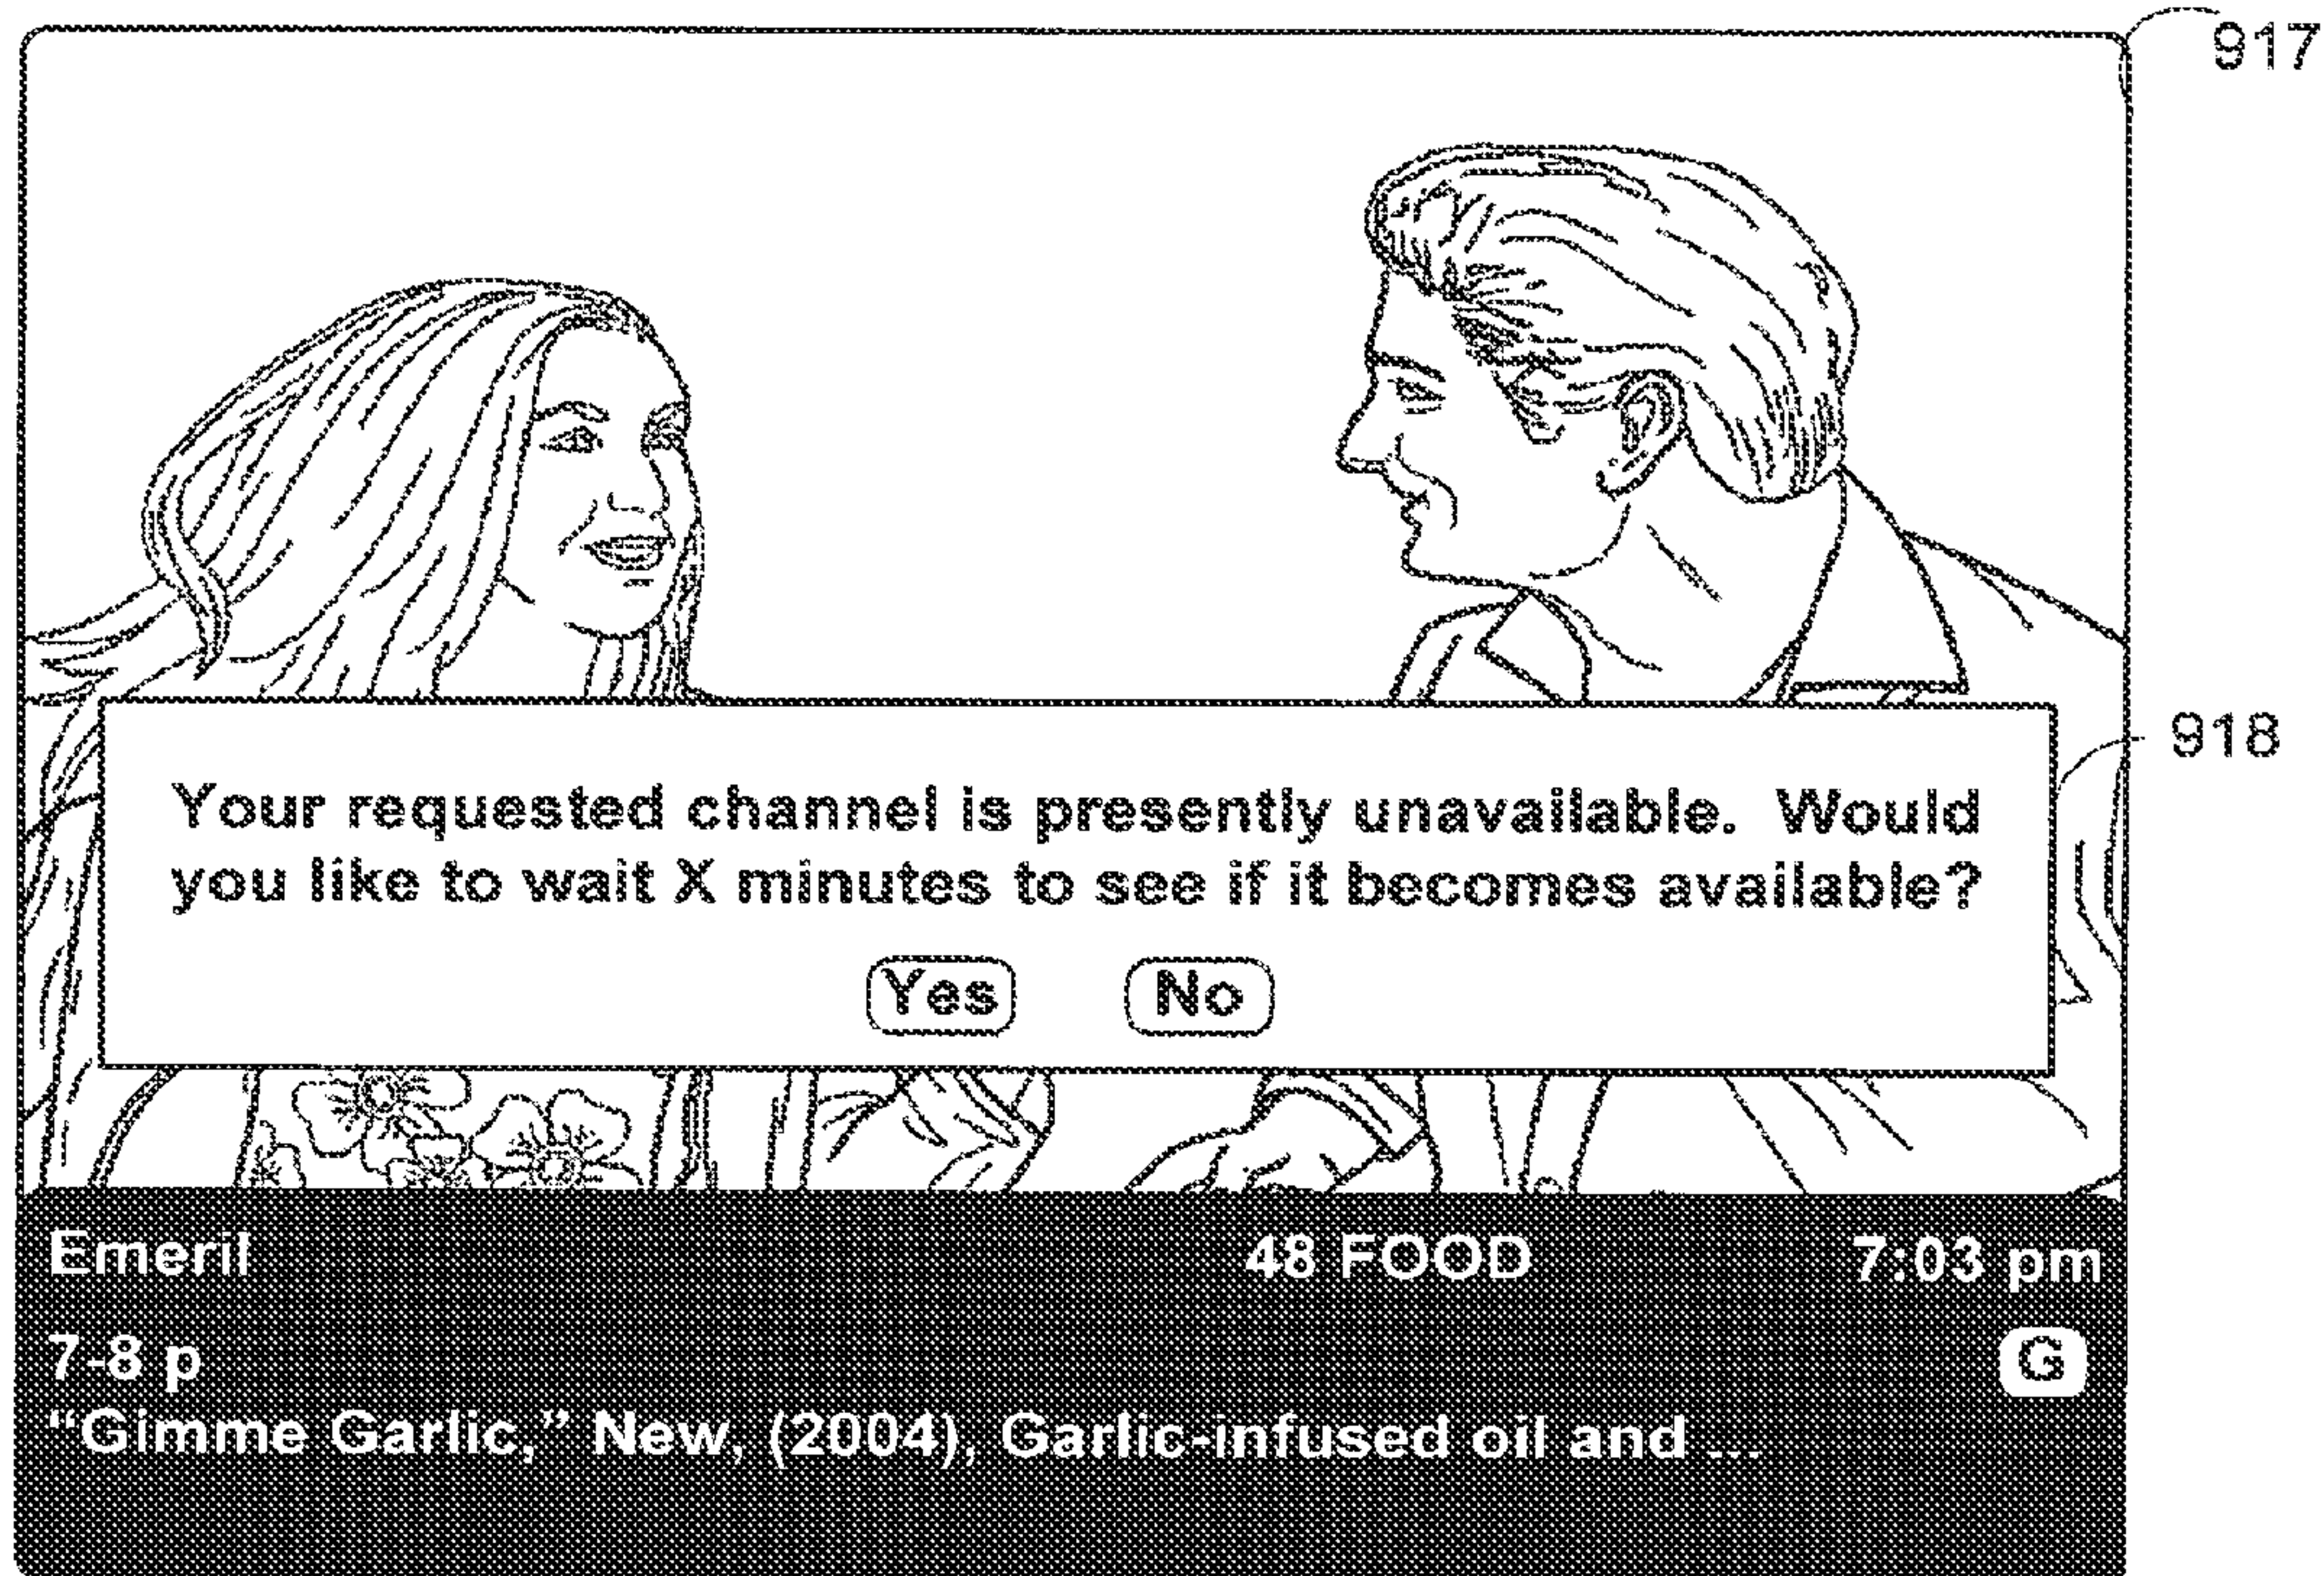 917
918
Your requested channel is presently unavailable. Would
you like to wait X minutes to see if it becomes available?
Yes No
Emeril 48 FOOD 7:03 pm
7-8 p G
“Gimme Garlic,” New, (2004), Garlic-infused oil and ...